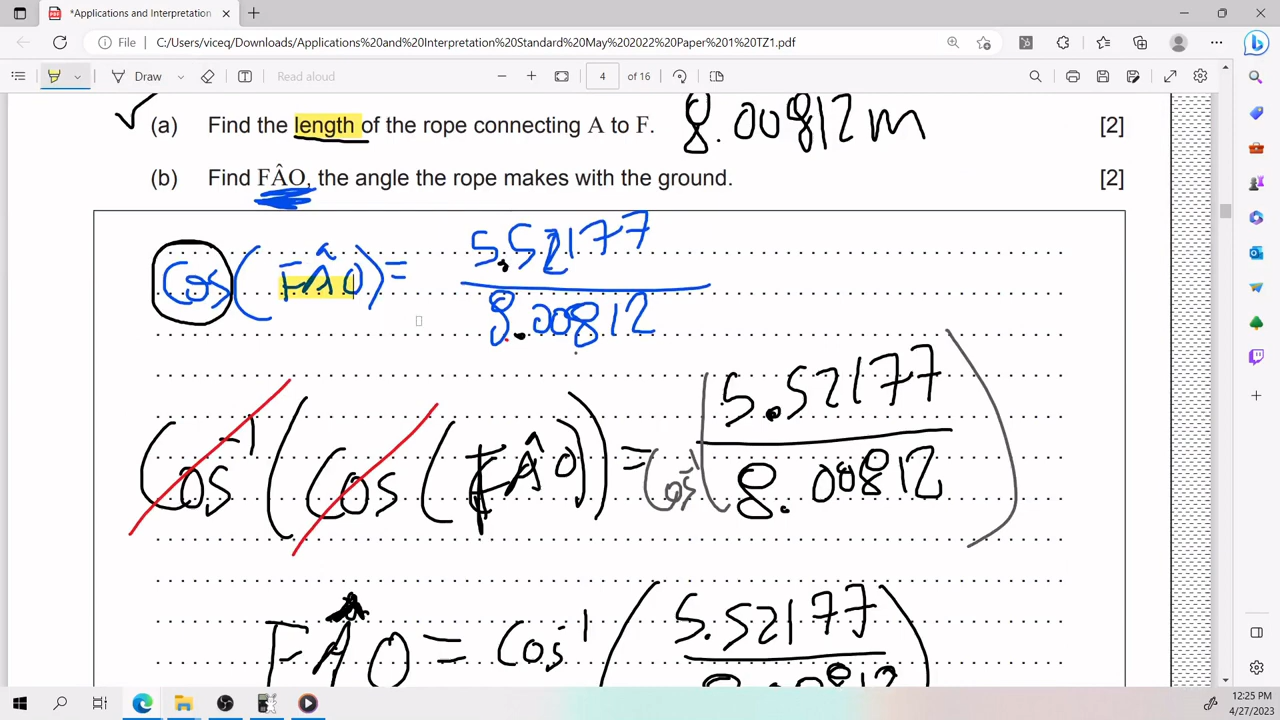 *Applications and Interpretation
File C:/Users/viceq/Downloads/Applications%20and%20Interpretation%20Standard%20May%202022%20Paper%201%20TZ1.pdf
Draw Read aloud 4 of 16
(a) Find the length of the rope connecting A to F. 8.00812 m [2]
(b) Find FÂO, the angle the rope makes with the ground. [2]
Cos(FÂO) = 5.52177
8.00812
Cos⁻¹(Cos(FÂO)) = Cos⁻¹(5.52177
8.00812)
FÂO = Cos⁻¹(5.52177
8.00812
12:25 PM
4/27/2023